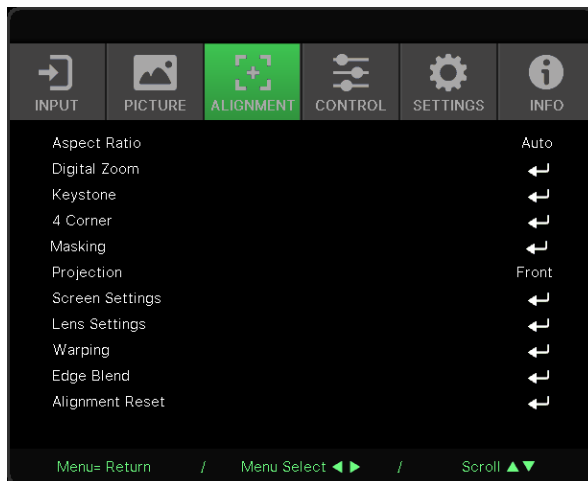 INPUT PICTURE ALIGNMENT CONTROL SETTINGS INFO
Aspect Ratio Auto
Digital Zoom
Keystone
4 Corner
Masking
Projection Front
Screen Settings
Lens Settings
Warping
Edge Blend
Alignment Reset
Menu= Return / Menu Select ◀ ▶ / Scroll ▲▼